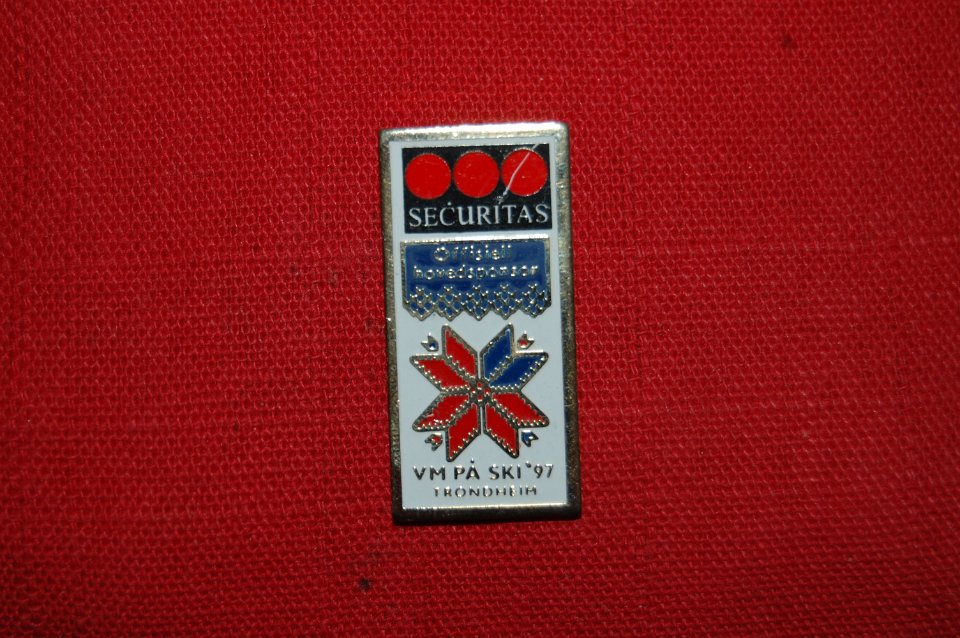 SECURITAS
Offisiell
hovedsponsor
VM PÅ SKI '97
TRONDHEIM